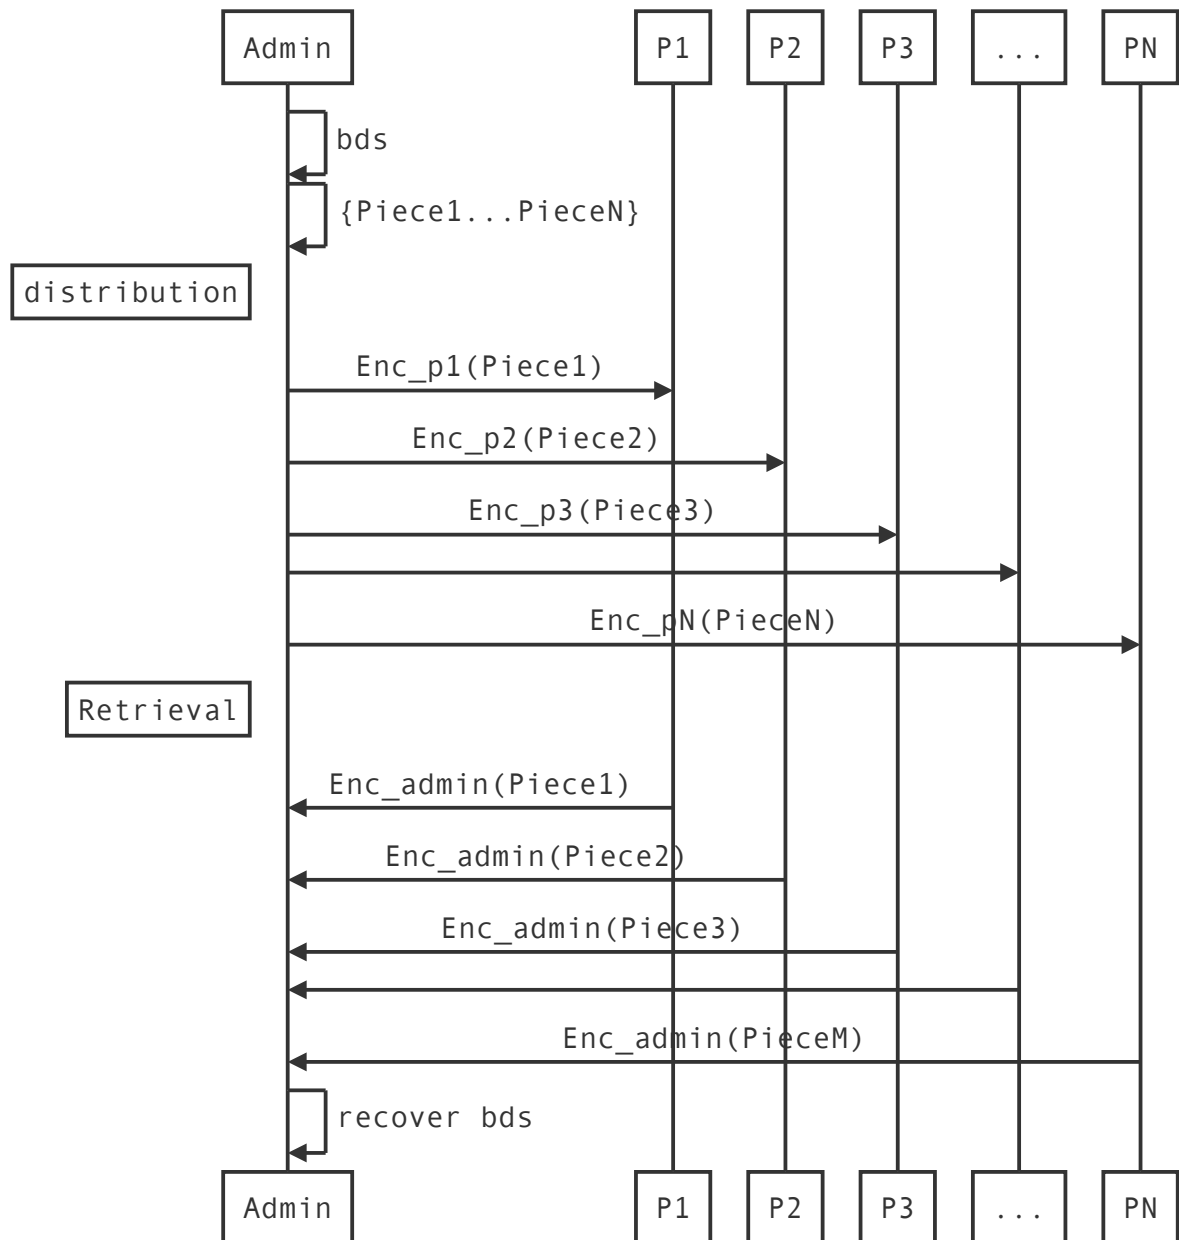 Admin P1 P2 P3 ... PN
bds
{Piece1...PieceN}
distribution
Enc_p1(Piece1)
Enc_p2(Piece2)
Enc_p3(Piece3)
Enc_pN(PieceN)
Retrieval
Enc_admin(Piece1)
Enc_admin(Piece2)
Enc_admin(Piece3)
Enc_admin(PieceM)
recover bds
Admin P1 P2 P3 ... PN